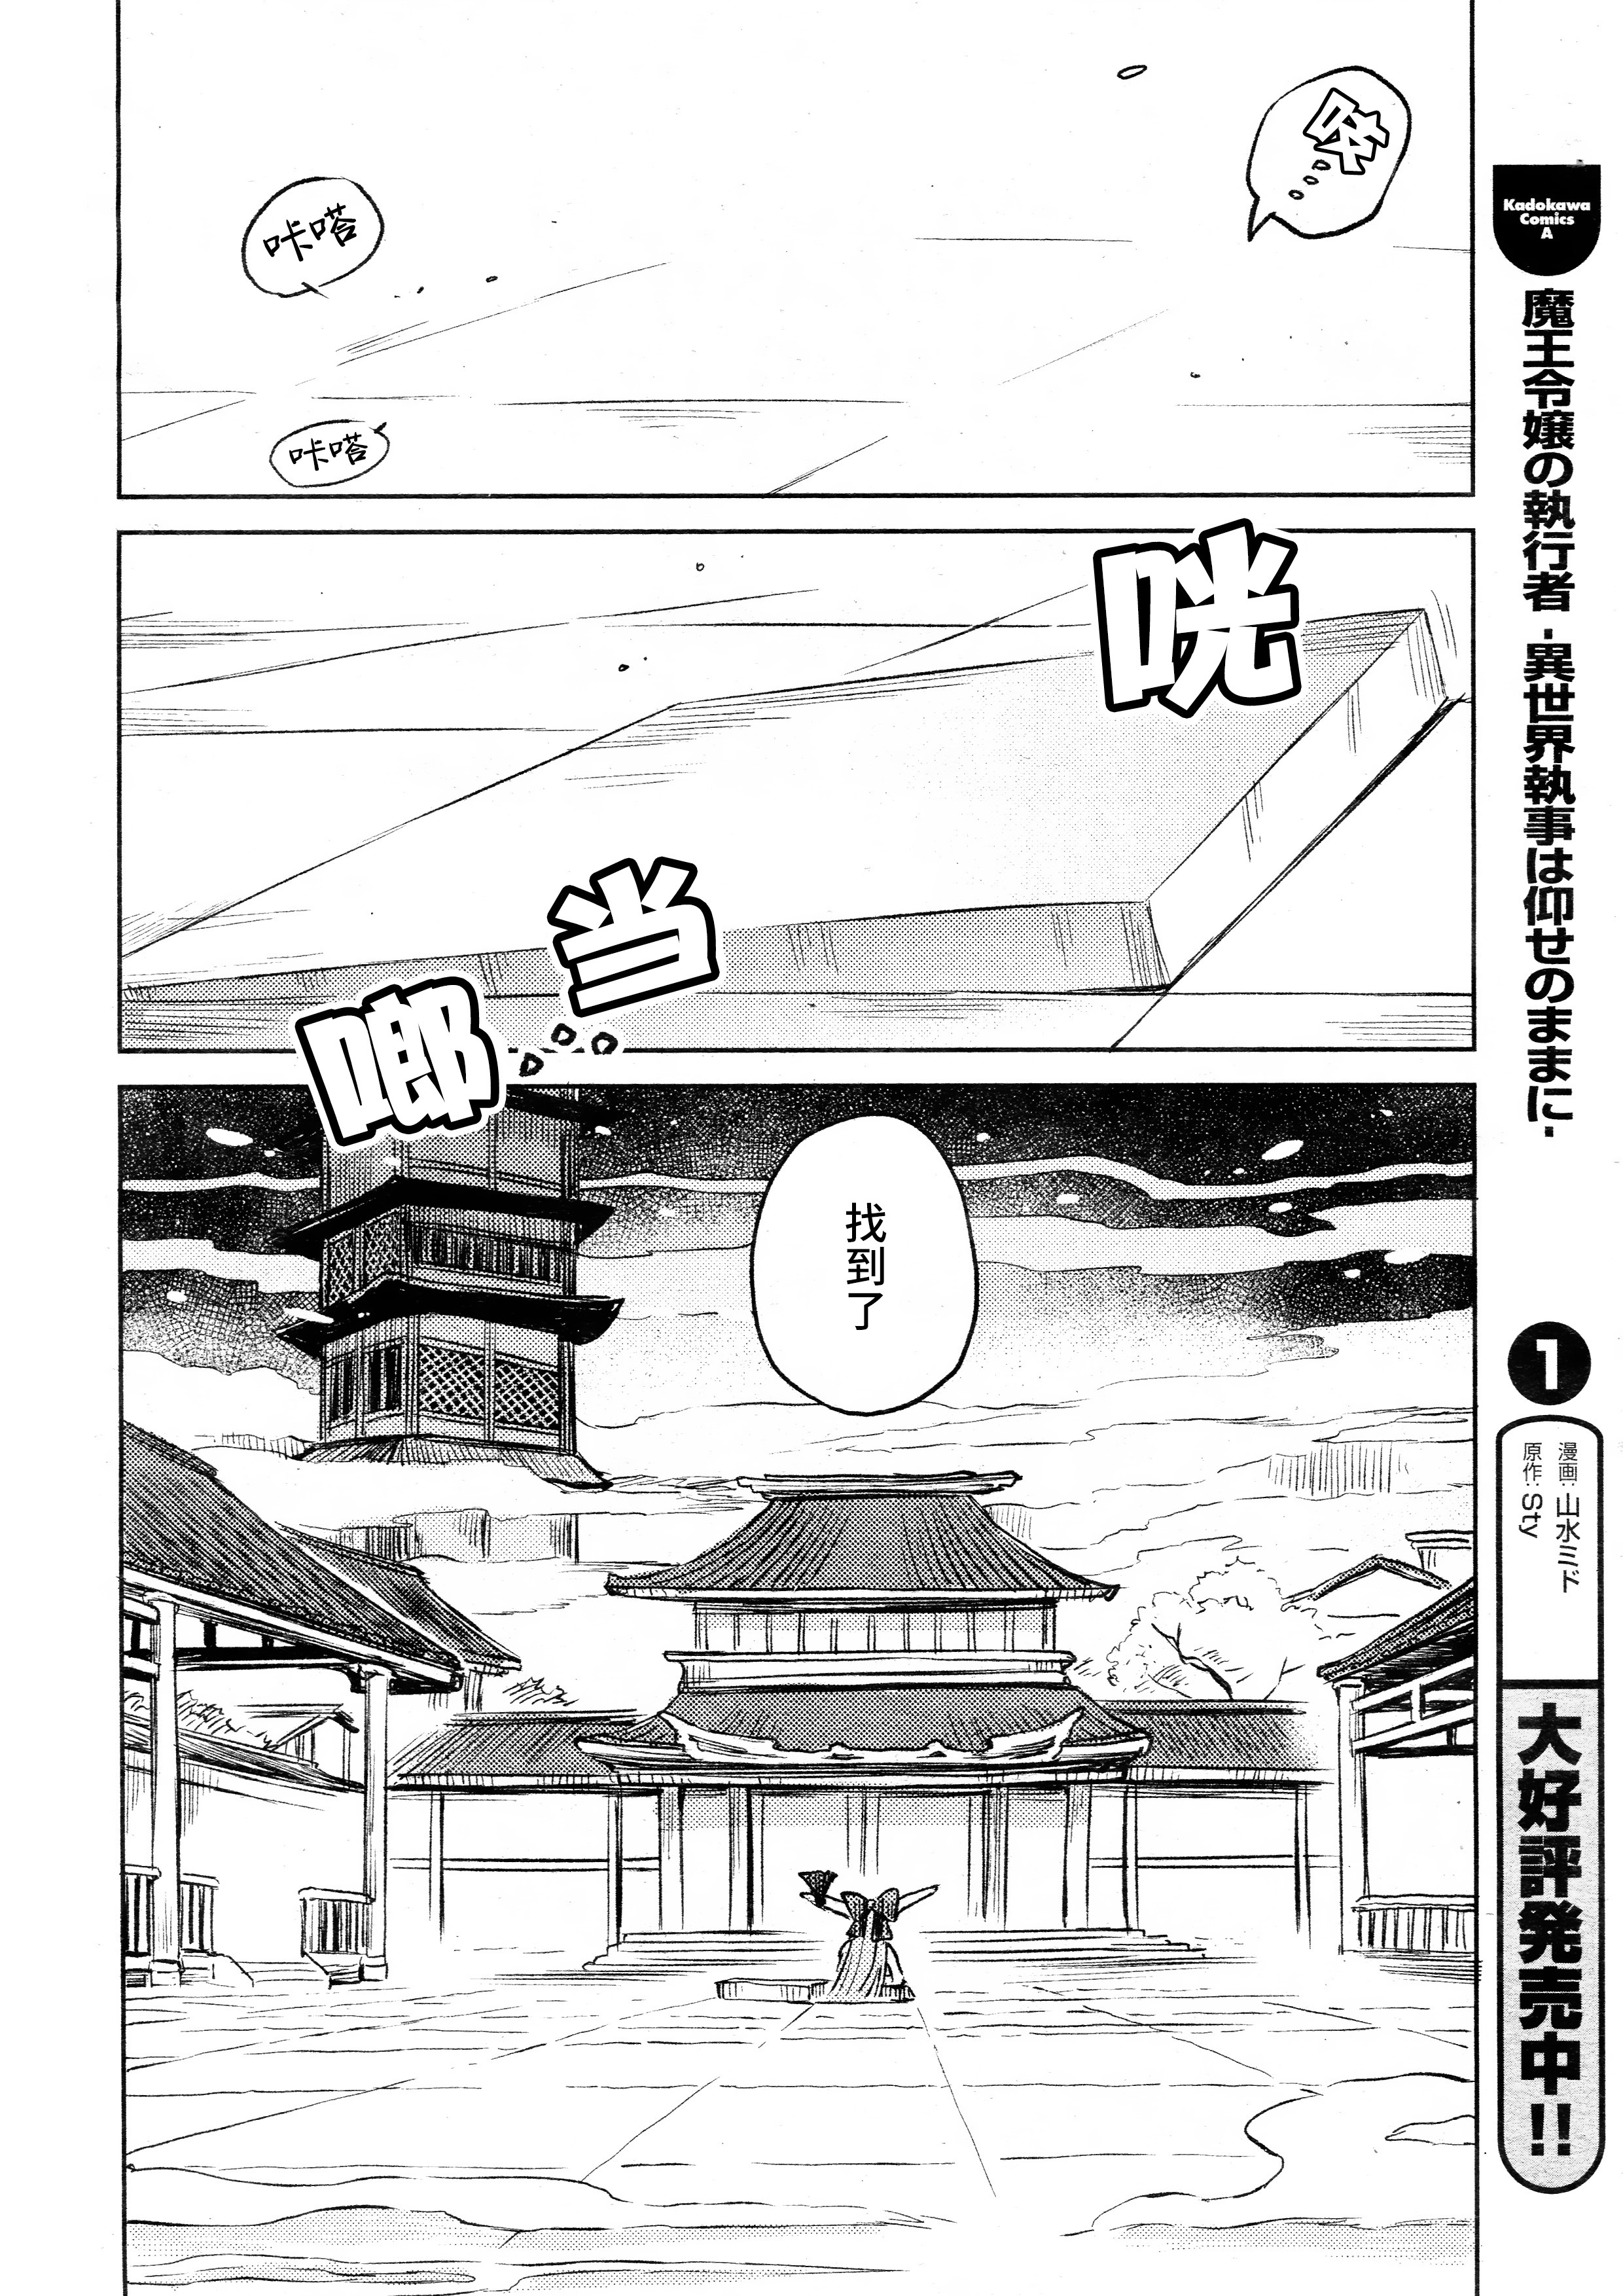 咚…
咔嗒
咔嗒
咣
当
啷…
找到了
Kadokawa
Comics
A
魔王令嬢の執行者 -異世界執事は仰せのままに-
1
漫画：山水ミド
原作：Sty
大好評発売中!!